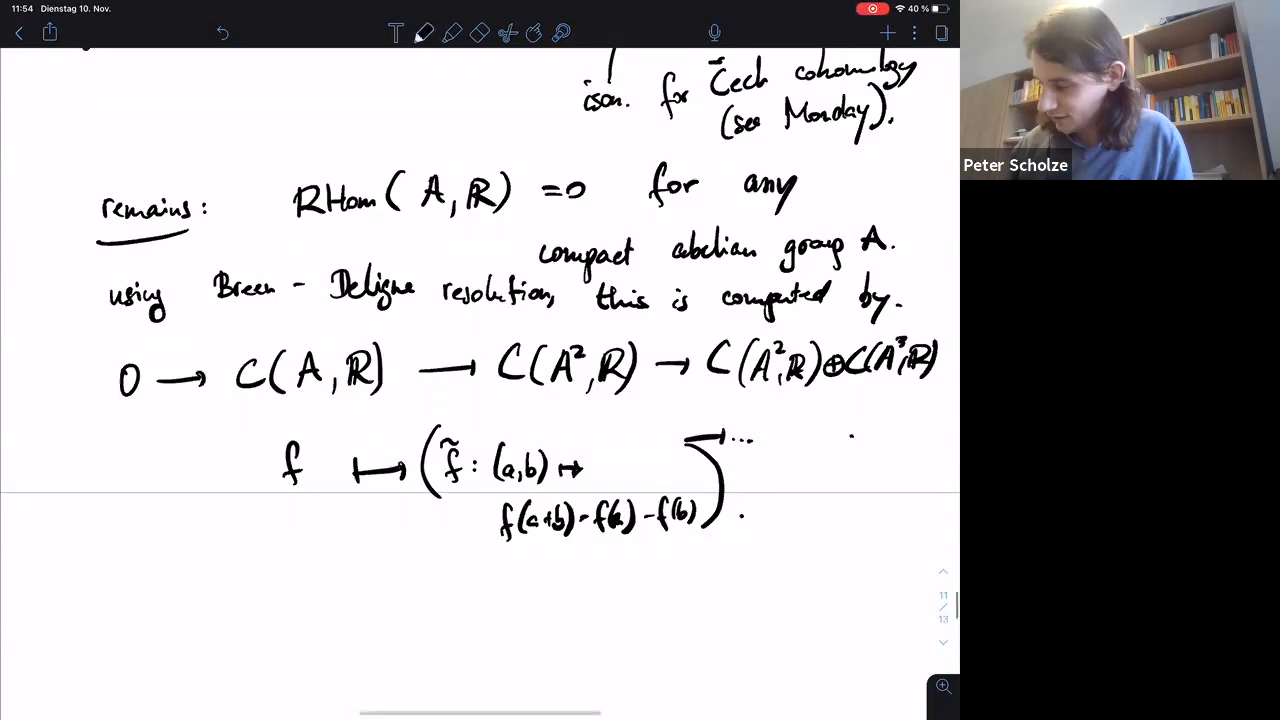 11:54 Dienstag 10. Nov.
40 %
ison. for Čech cohomology
(see Monday).
remains: RHom(A, ℝ) = 0 for any
compact abelian group A.
using Breen - Deligne resolution, this is computed by.
0 → C(A, ℝ) → C(A², ℝ) → C(A², ℝ) ⊕ C(A³, ℝ)
f ↦ (f̃ : (a,b) ↦ ↦ ...
f(a+b) - f(a) - f(b)) .
11
/
13
Peter Scholze